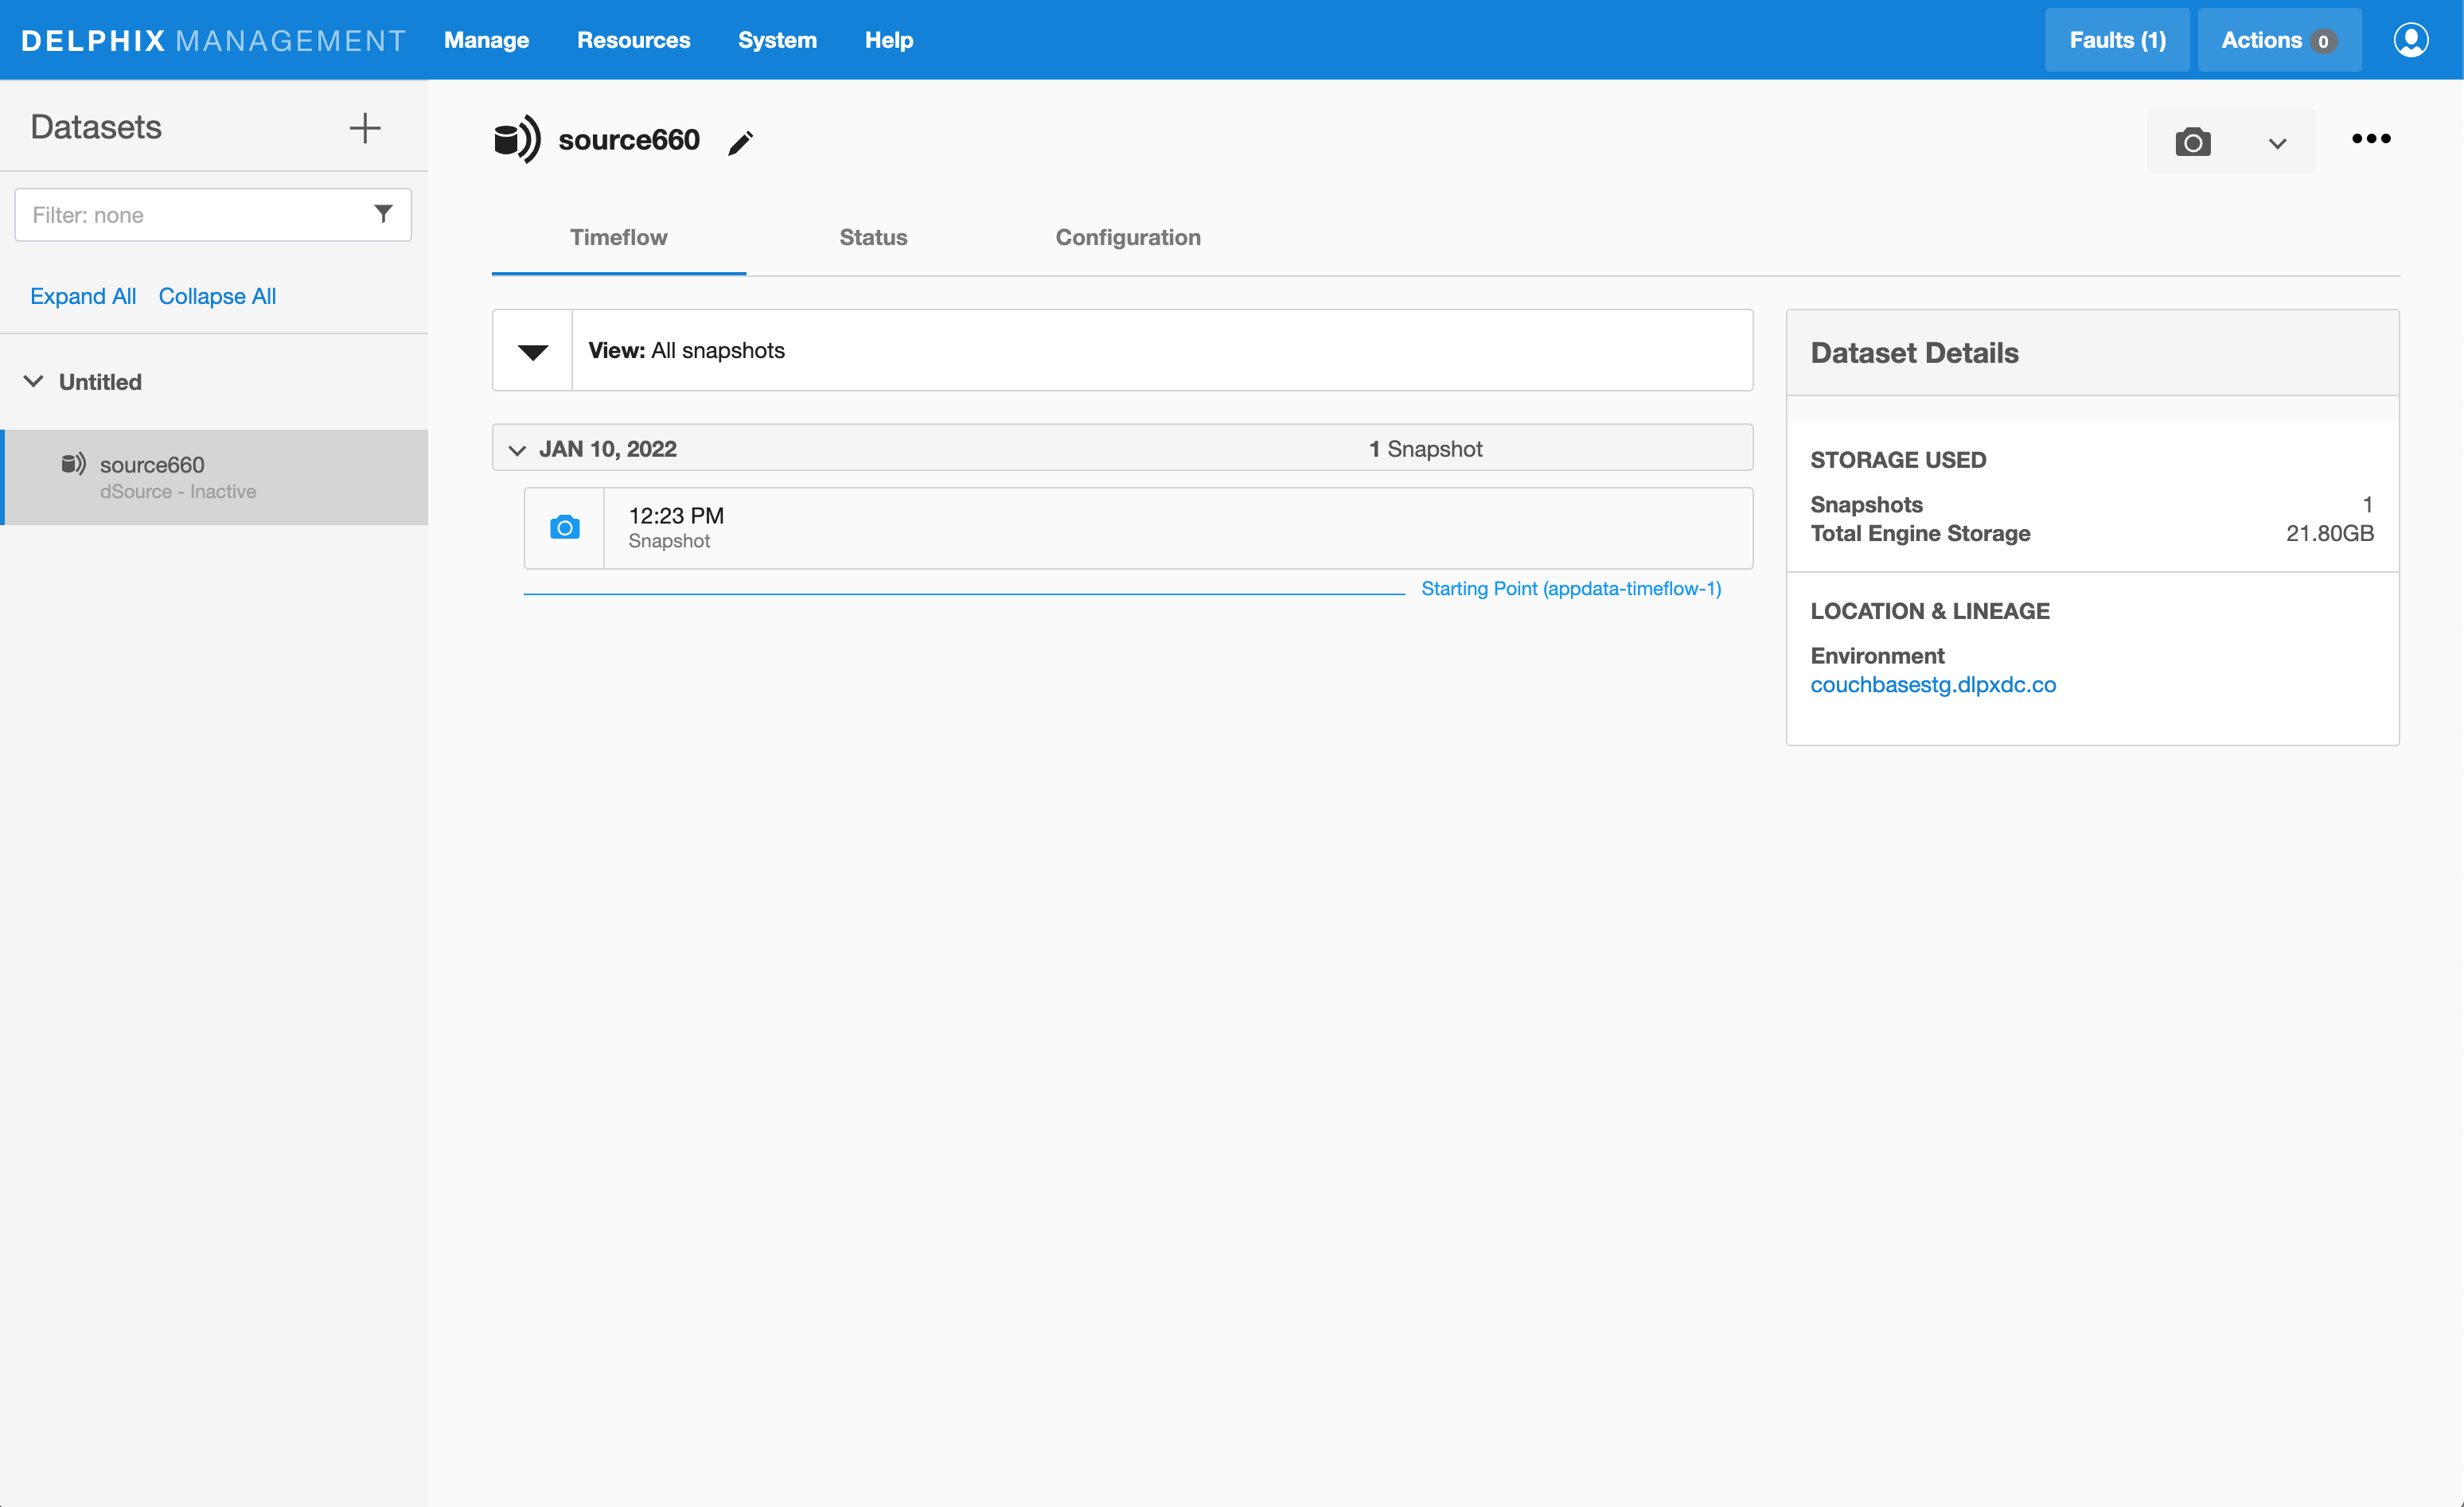 DELPHIX MANAGEMENT
Manage
Resources
System
Help
Faults (1)
Actions 0
Datasets
Filter: none
Expand All
Collapse All
Untitled
source660
dSource - Inactive
source660
Timeflow
Status
Configuration
View: All snapshots
JAN 10, 2022
1 Snapshot
12:23 PM
Snapshot
Starting Point (appdata-timeflow-1)
Dataset Details
STORAGE USED
Snapshots 1
Total Engine Storage 21.80GB
LOCATION & LINEAGE
Environment
couchbasestg.dlpxdc.co